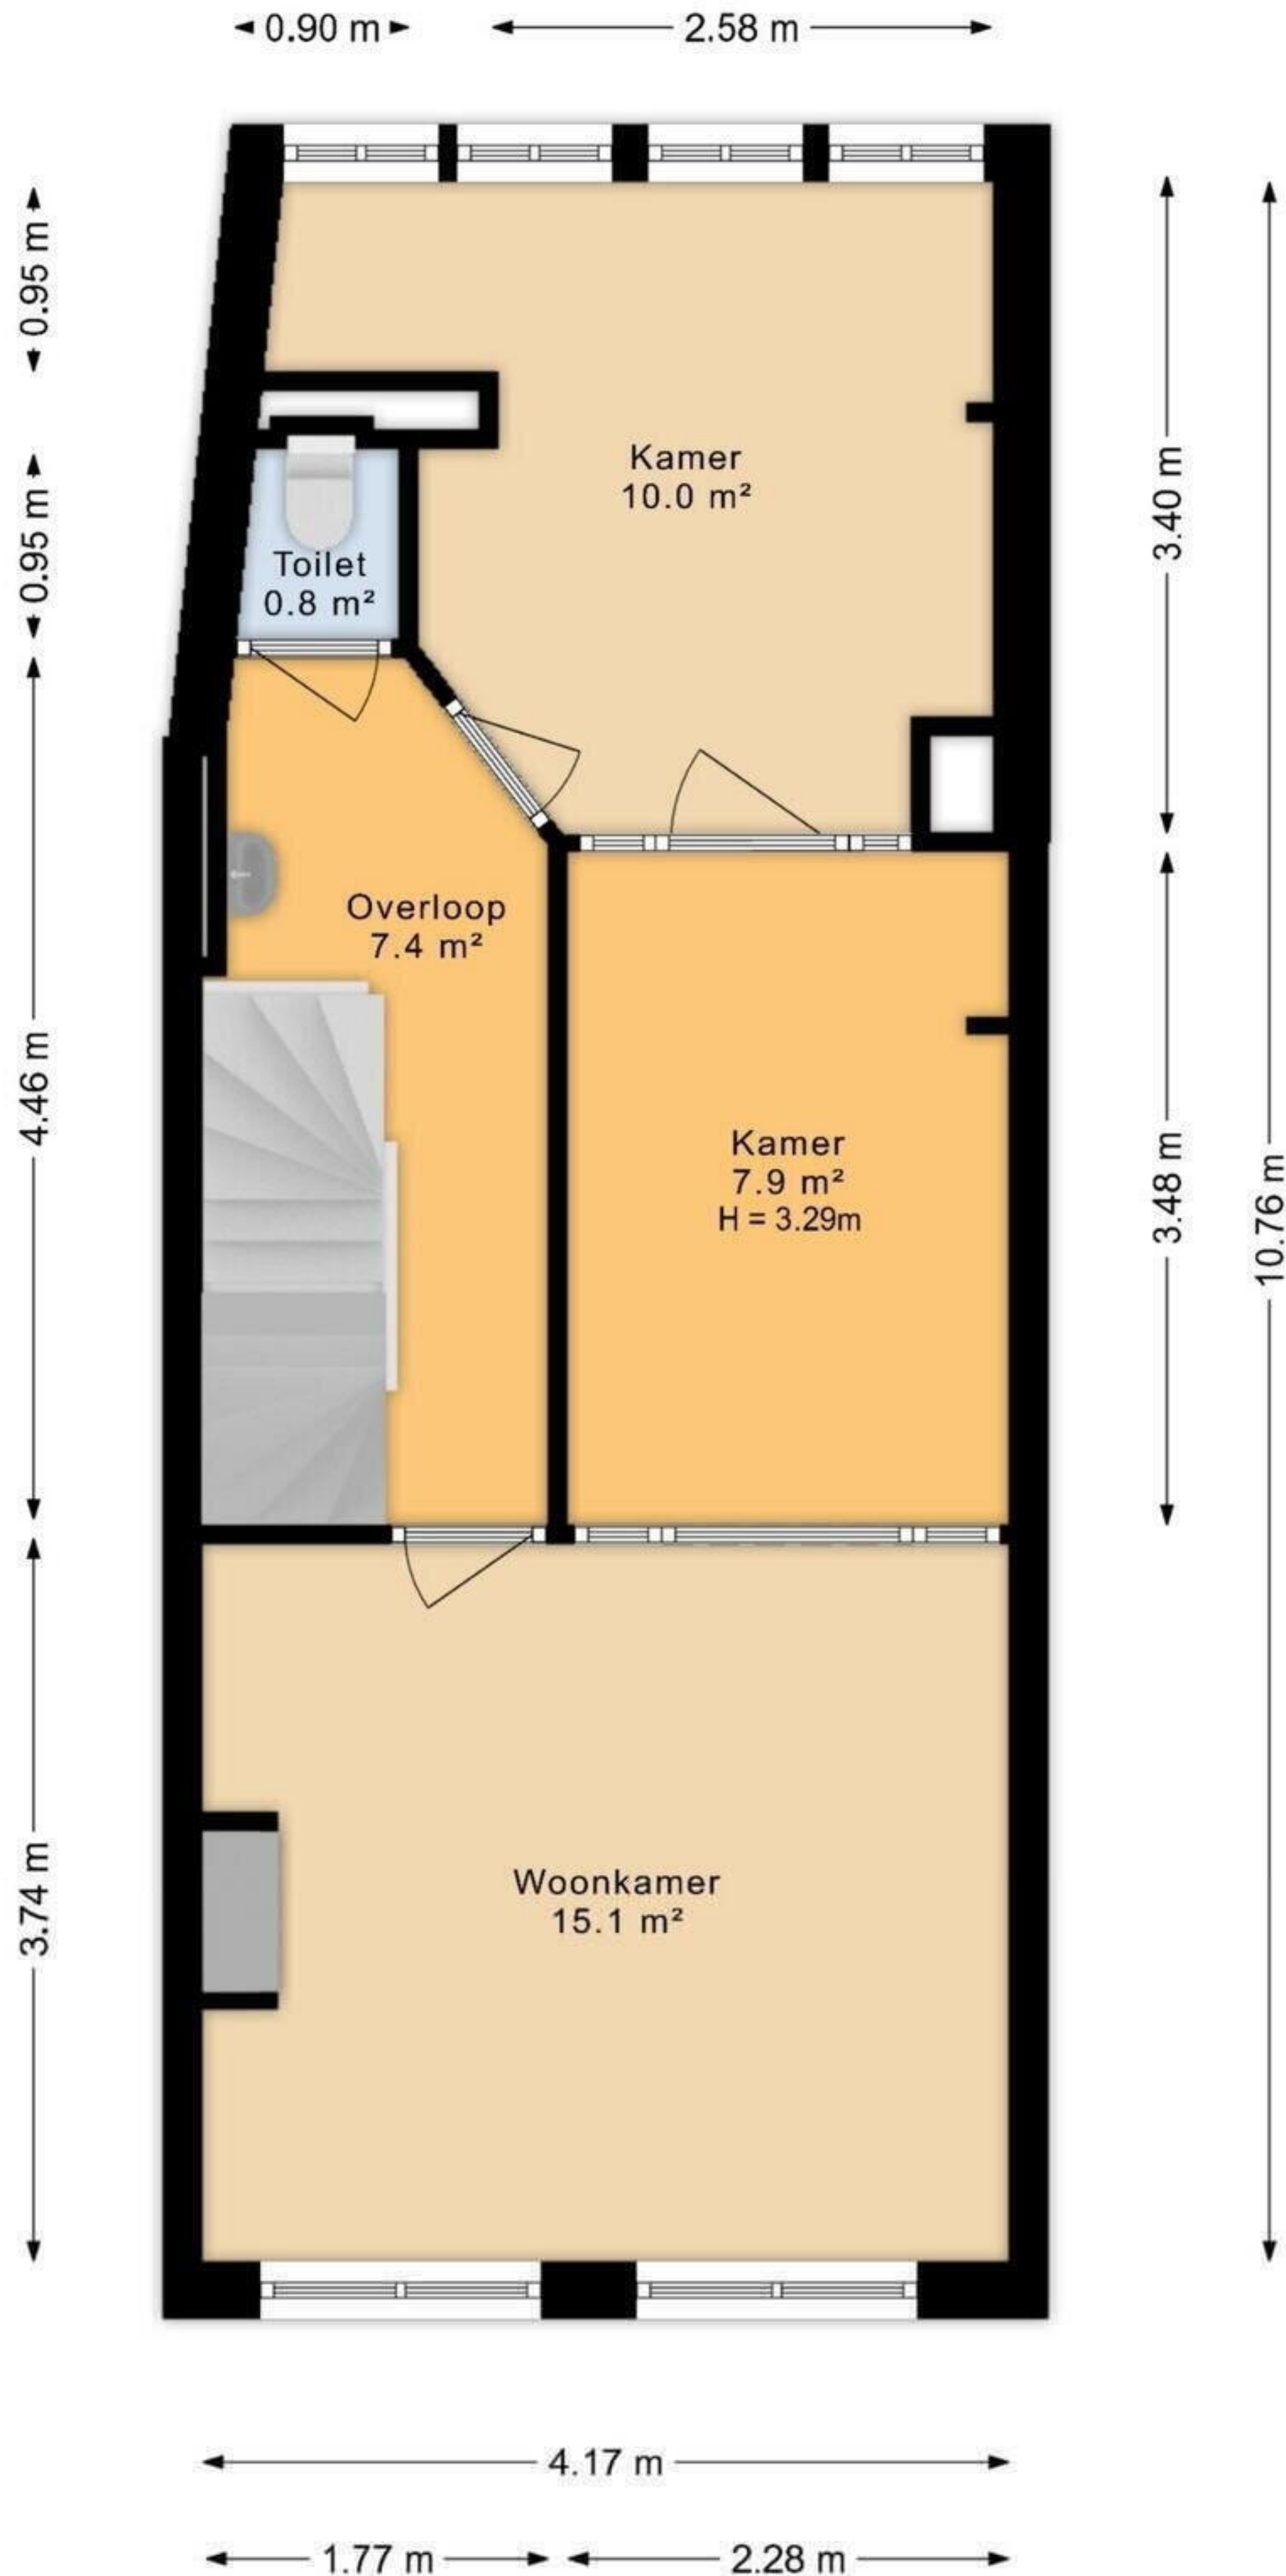 0.90 m
2.58 m
0.95 m
0.95 m
4.46 m
3.74 m
Kamer
10.0 m²
Toilet
0.8 m²
Overloop
7.4 m²
Kamer
7.9 m²
H = 3.29m
Woonkamer
15.1 m²
3.40 m
3.48 m
10.76 m
4.17 m
1.77 m
2.28 m